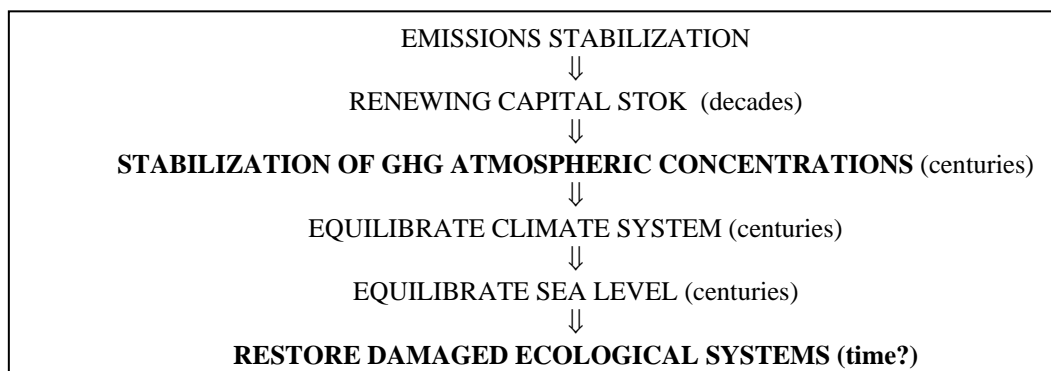 EMISSIONS STABILIZATION
⇓
RENEWING CAPITAL STOK (decades)
⇓
STABILIZATION OF GHG ATMOSPHERIC CONCENTRATIONS (centuries)
⇓
EQUILIBRATE CLIMATE SYSTEM (centuries)
⇓
EQUILIBRATE SEA LEVEL (centuries)
⇓
RESTORE DAMAGED ECOLOGICAL SYSTEMS (time?)